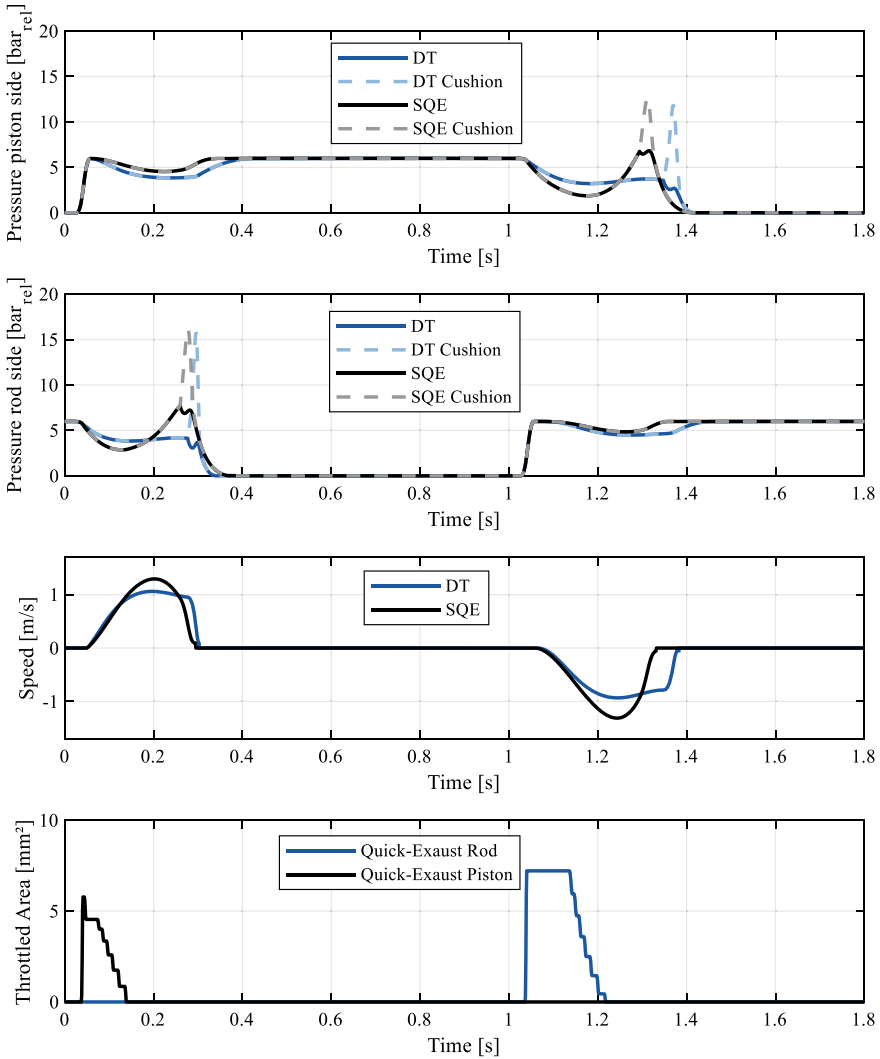 Pressure piston side [bar_rel]
20
15
10
5
0
DT
DT Cushion
SQE
SQE Cushion
0 0.2 0.4 0.6 0.8 1 1.2 1.4 1.6 1.8
Time [s]
Pressure rod side [bar_rel]
20
15
10
5
0
DT
DT Cushion
SQE
SQE Cushion
0 0.2 0.4 0.6 0.8 1 1.2 1.4 1.6 1.8
Time [s]
Speed [m/s]
1
0
-1
DT
SQE
0 0.2 0.4 0.6 0.8 1 1.2 1.4 1.6 1.8
Time [s]
Throttled Area [mm²]
10
5
0
Quick-Exaust Rod
Quick-Exaust Piston
0 0.2 0.4 0.6 0.8 1 1.2 1.4 1.6 1.8
Time [s]